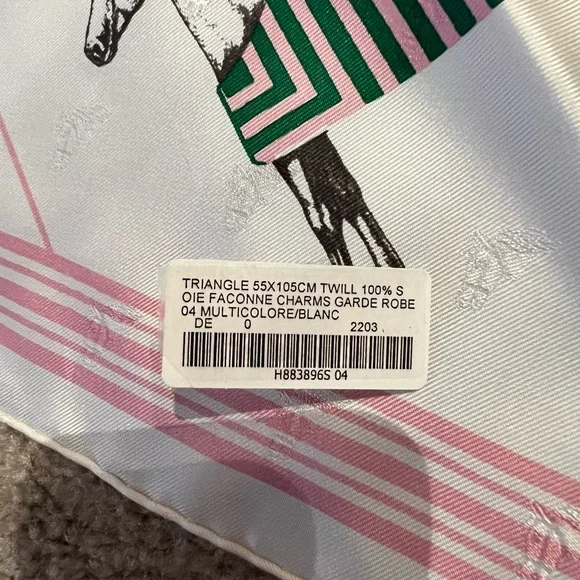 TRIANGLE 55X105CM TWILL 100% S
OIE FACONNE CHARMS GARDE ROBE
04 MULTICOLORE/BLANC
DE 0 2203
H883896S 04